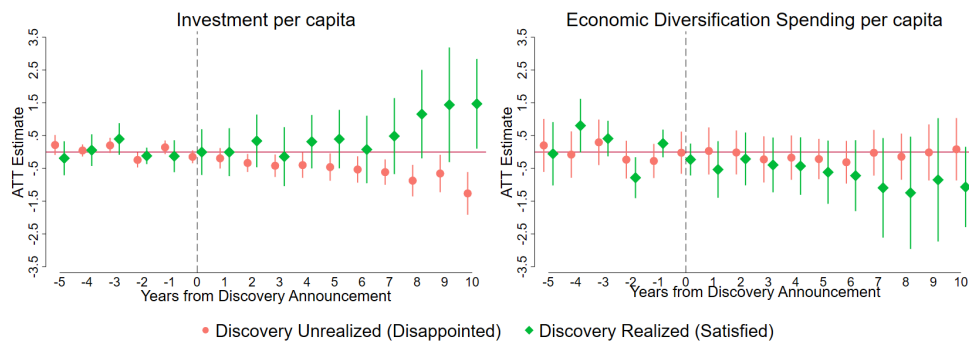 Investment per capita
Economic Diversification Spending per capita
ATT Estimate
3.5
2.5
1.5
.5
-.5
-1.5
-2.5
-3.5
-5 -4 -3 -2 -1 0 1 2 3 4 5 6 7 8 9 10
Years from Discovery Announcement
ATT Estimate
3.5
2.5
1.5
.5
-.5
-1.5
-2.5
-3.5
-5 -4 -3 -2 -1 0 1 2 3 4 5 6 7 8 9 10
Years from Discovery Announcement
Discovery Unrealized (Disappointed) Discovery Realized (Satisfied)